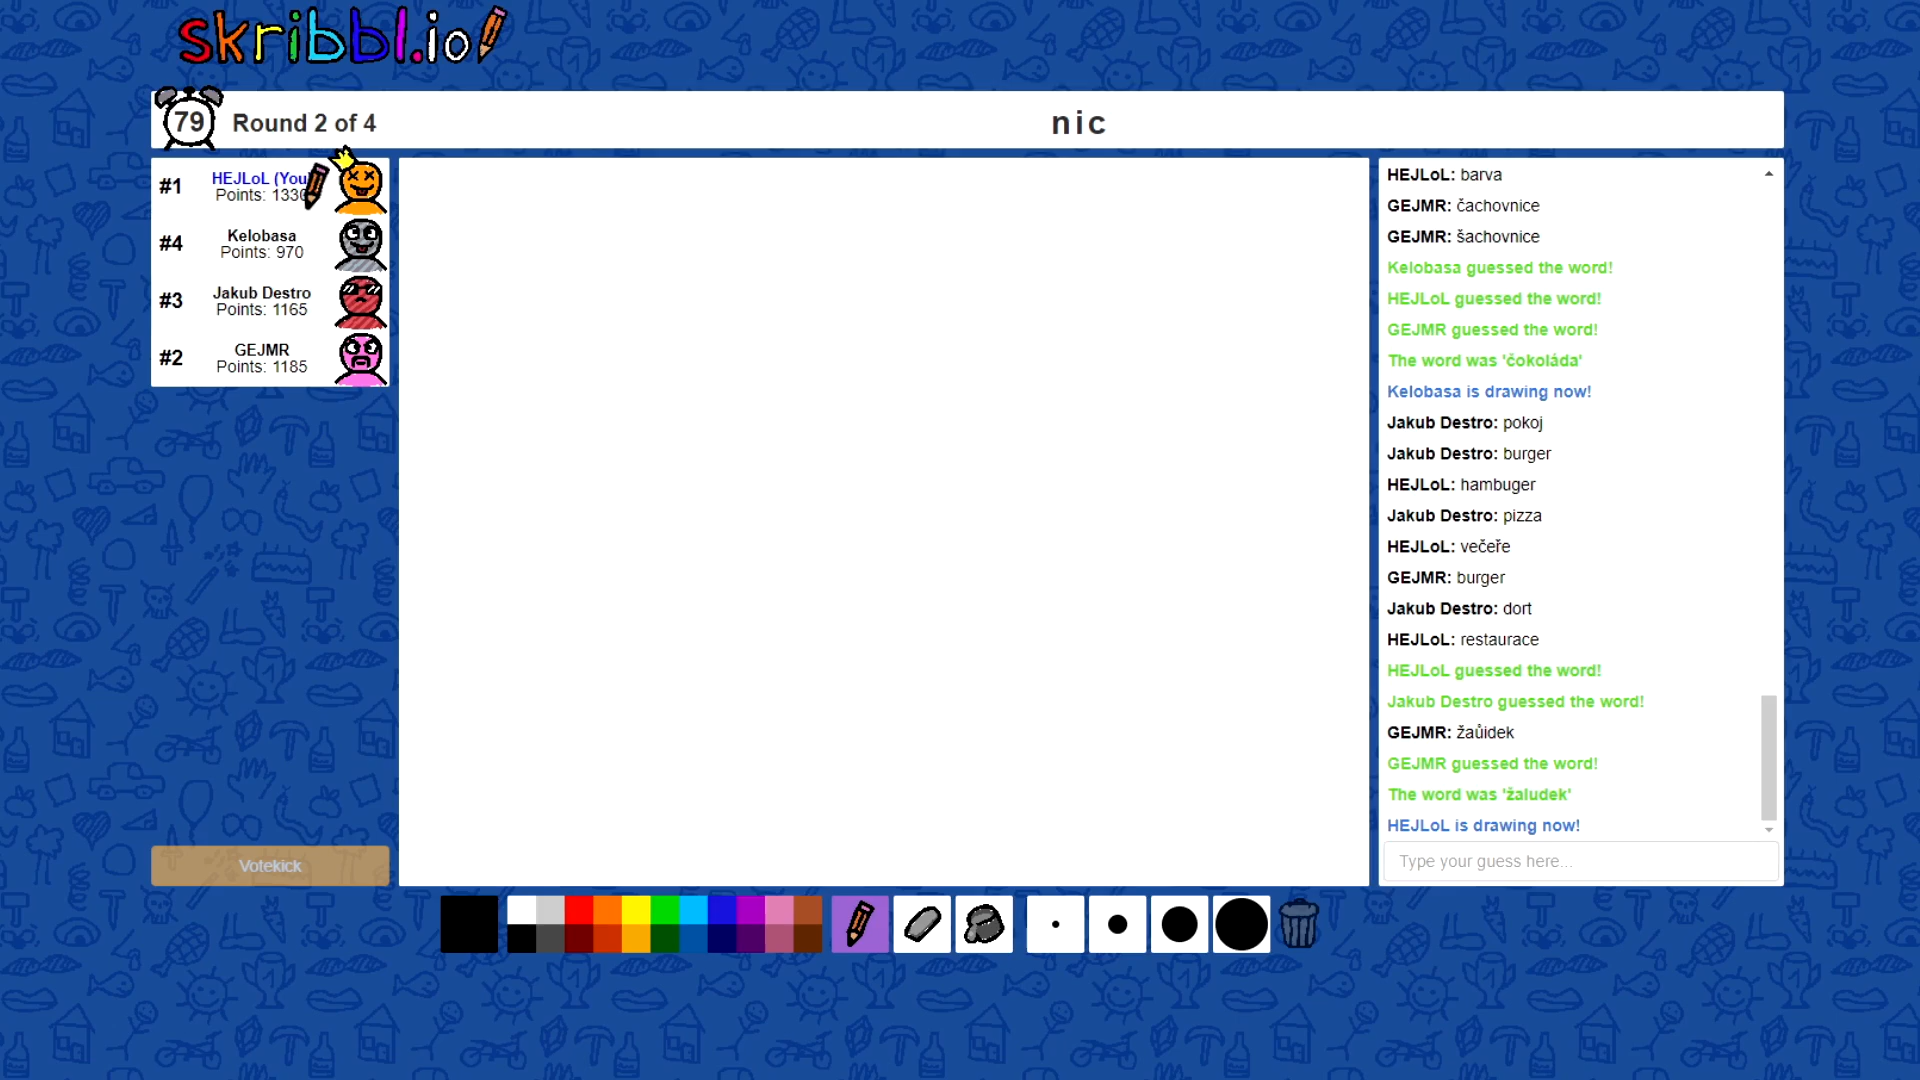 skribbl.io
79
Round 2 of 4
nic
#1
HEJLoL (You
Points: 1330
#4
Kelobasa
Points: 970
#3
Jakub Destro
Points: 1165
#2
GEJMR
Points: 1185
Votekick
HEJLoL: barva
GEJMR: čachovnice
GEJMR: šachovnice
Kelobasa guessed the word!
HEJLoL guessed the word!
GEJMR guessed the word!
The word was 'čokoláda'
Kelobasa is drawing now!
Jakub Destro: pokoj
Jakub Destro: burger
HEJLoL: hambuger
Jakub Destro: pizza
HEJLoL: večeře
GEJMR: burger
Jakub Destro: dort
HEJLoL: restaurace
HEJLoL guessed the word!
Jakub Destro guessed the word!
GEJMR: žaůidek
GEJMR guessed the word!
The word was 'žaludek'
HEJLoL is drawing now!
Type your guess here...